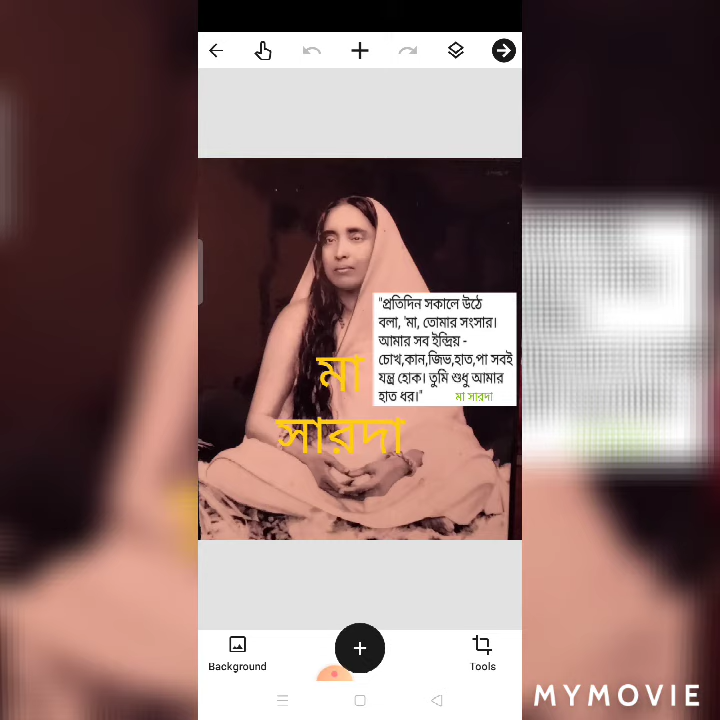 "প্রতিদিন সকালে উঠে
বলা, 'মা, তোমার সংসার।
আমার সব ইন্দ্রিয় -
চোখ,কান,জিভ,হাত,পা সবই
যন্ত্র হোক। তুমি শুধু আমার
হাত ধর।" মা সারদা
মা
সারদা
Background
Tools
MYMOVIE